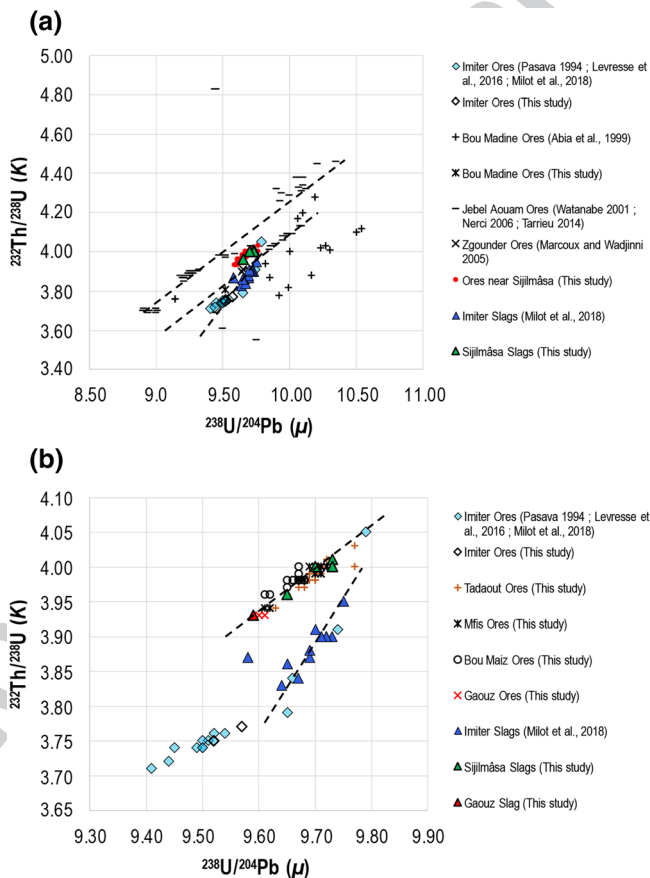 (a)
5.00
4.80
4.60
4.40
4.20
4.00
3.80
3.60
3.40
232Th/238U (K)
8.50 9.0 9.50 10.00 10.50 11.00
238U/204Pb (μ)
Imiter Ores (Pasava 1994 ; Levresse
et al., 2016 ; Milot et al., 2018)
Imiter Ores (This study)
Bou Madine Ores (Abia et al., 1999)
Bou Madine Ores (This study)
Jebel Aouam Ores (Watanabe 2001 ;
Nerci 2006 ; Tarrieu 2014)
Zgounder Ores (Marcoux and Wadjinni
2005)
Ores near Sijilmâsa (This study)
Imiter Slags (Milot et al., 2018)
Sijilmâsa Slags (This study)
(b)
4.10
4.05
4.00
3.95
3.90
3.85
3.80
3.75
3.70
3.65
232Th/238U (K)
9.30 9.40 9.50 9.60 9.70 9.80 9.90
238U/204Pb (μ)
Imiter Ores (Pasava 1994 ; Levresse
et al., 2016 ; Milot et al., 2018)
Imiter Ores (This study)
Tadaout Ores (This study)
Mfis Ores (This study)
Bou Maiz Ores (This study)
Gaouz Ores (This study)
Imiter Slags (Milot et al., 2018)
Sijilmâsa Slags (This study)
Gaouz Slag (This study)